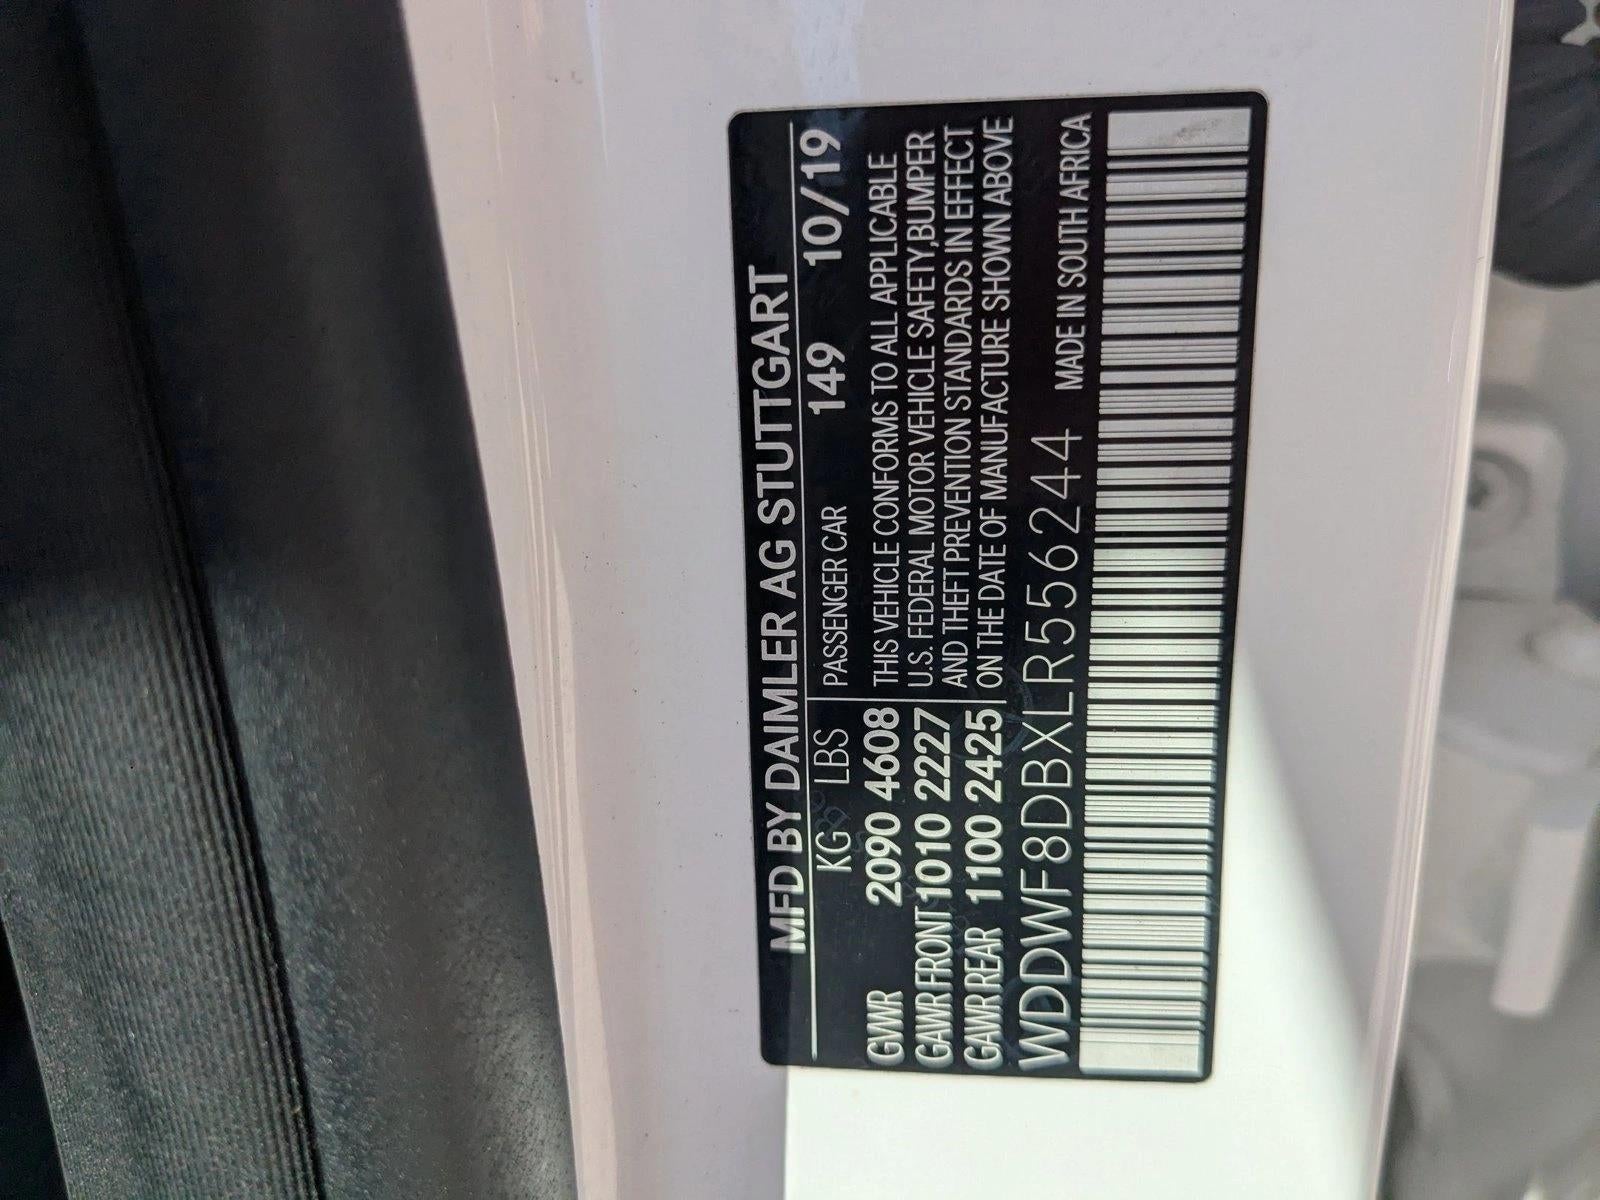 MFD BY DAIMLER AG STUTTGART
KG LBS PASSENGER CAR 149 10/19
GVWR 2090 4608 THIS VEHICLE CONFORMS TO ALL APPLICABLE
GAWR FRONT 1010 2227 U.S. FEDERAL MOTOR VEHICLE SAFETY,BUMPER
GAWR REAR 1100 2425 AND THEFT PREVENTION STANDARDS IN EFFECT
ON THE DATE OF MANUFACTURE SHOWN ABOVE
WDDWF8DBXLR556244 MADE IN SOUTH AFRICA